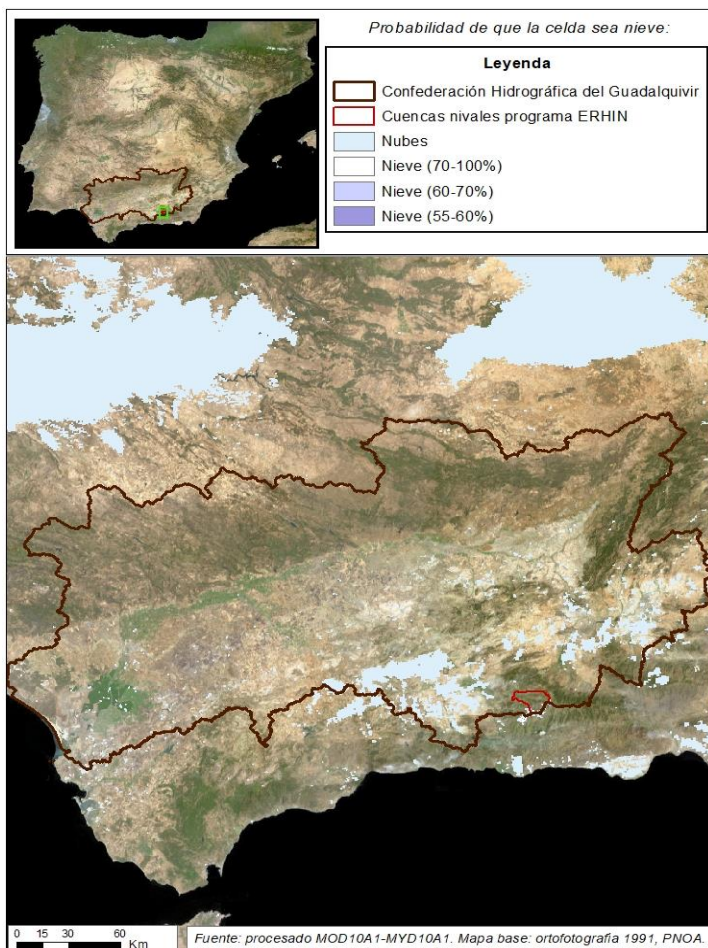 Probabilidad de que la celda sea nieve:
Leyenda
Confederación Hidrográfica del Guadalquivir
Cuencas nivales programa ERHIN
Nubes
Nieve (70-100%)
Nieve (60-70%)
Nieve (55-60%)
0 15 30 60
Km
Fuente: procesado MOD10A1-MYD10A1. Mapa base: ortofotografía 1991, PNOA.